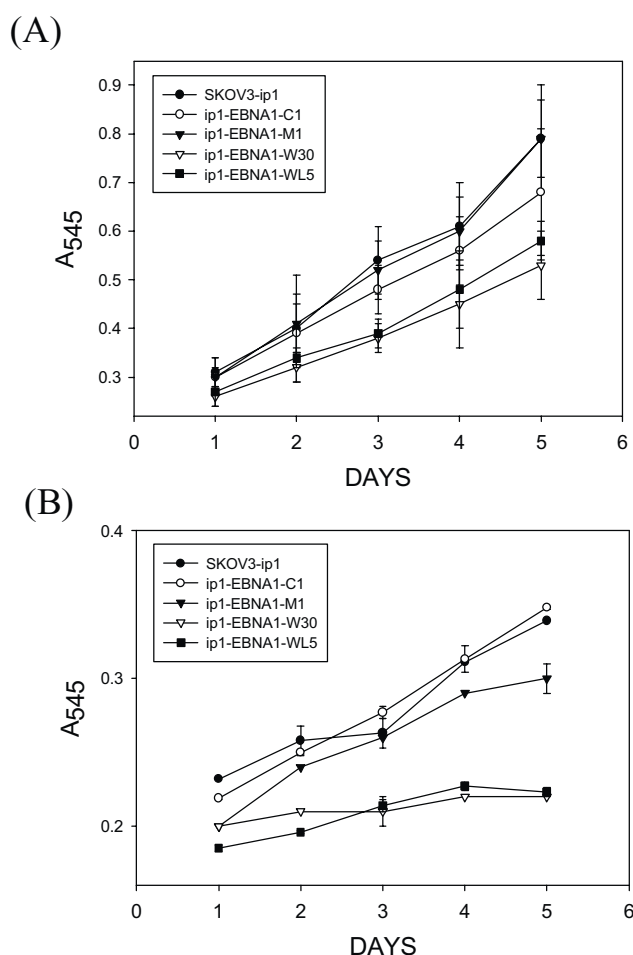 (A)
0.9
0.8
0.7
0.6
0.5
0.4
0.3
A545
SKOV3-ip1
ip1-EBNA1-C1
ip1-EBNA1-M1
ip1-EBNA1-W30
ip1-EBNA1-WL5
0 1 2 3 4 5 6
DAYS
(B)
0.4
0.3
0.2
A545
SKOV3-ip1
ip1-EBNA1-C1
ip1-EBNA1-M1
ip1-EBNA1-W30
ip1-EBNA1-WL5
0 1 2 3 4 5 6
DAYS